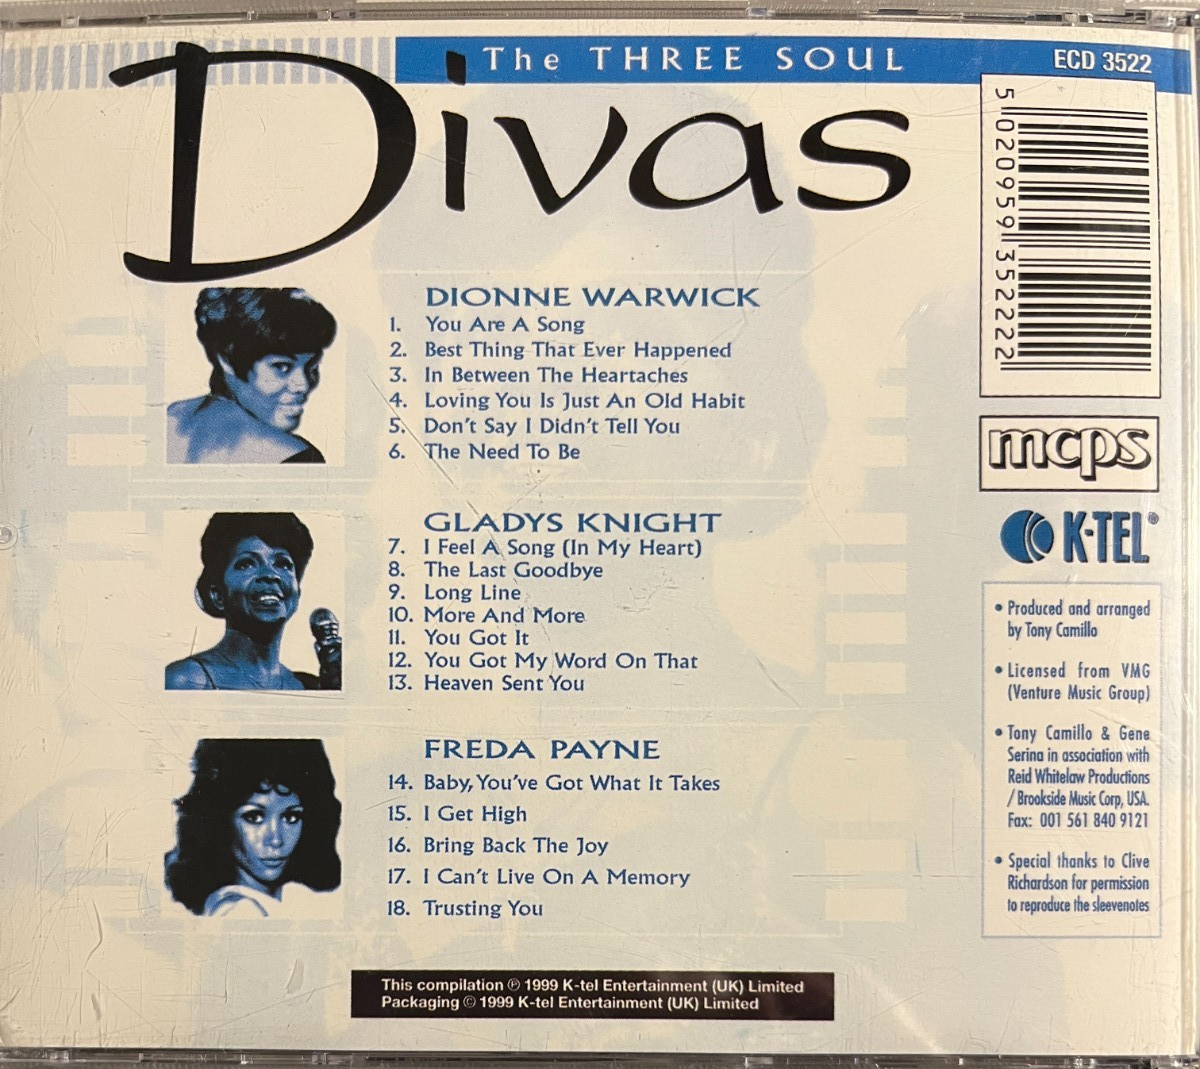 The THREE SOUL
Divas
ECD 3522
5 020959 352222
DIONNE WARWICK
1. You Are A Song
2. Best Thing That Ever Happened
3. In Between The Heartaches
4. Loving You Is Just An Old Habit
5. Don't Say I Didn't Tell You
6. The Need To Be
GLADYS KNIGHT
7. I Feel A Song (In My Heart)
8. The Last Goodbye
9. Long Line
10. More And More
11. You Got It
12. You Got My Word On That
13. Heaven Sent You
FREDA PAYNE
14. Baby, You've Got What It Takes
15. I Get High
16. Bring Back The Joy
17. I Can't Live On A Memory
18. Trusting You
mcps
K-TEL®
• Produced and arranged
by Tony Camillo
• Licensed from VMG
(Venture Music Group)
• Tony Camillo & Gene
Serina in association with
Reid Whitelaw Productions
/ Brookside Music Corp, USA.
Fax: 001 561 840 9121
• Special thanks to Clive
Richardson for permission
to reproduce the sleevenotes
This compilation ℗ 1999 K-tel Entertainment (UK) Limited
Packaging © 1999 K-tel Entertainment (UK) Limited